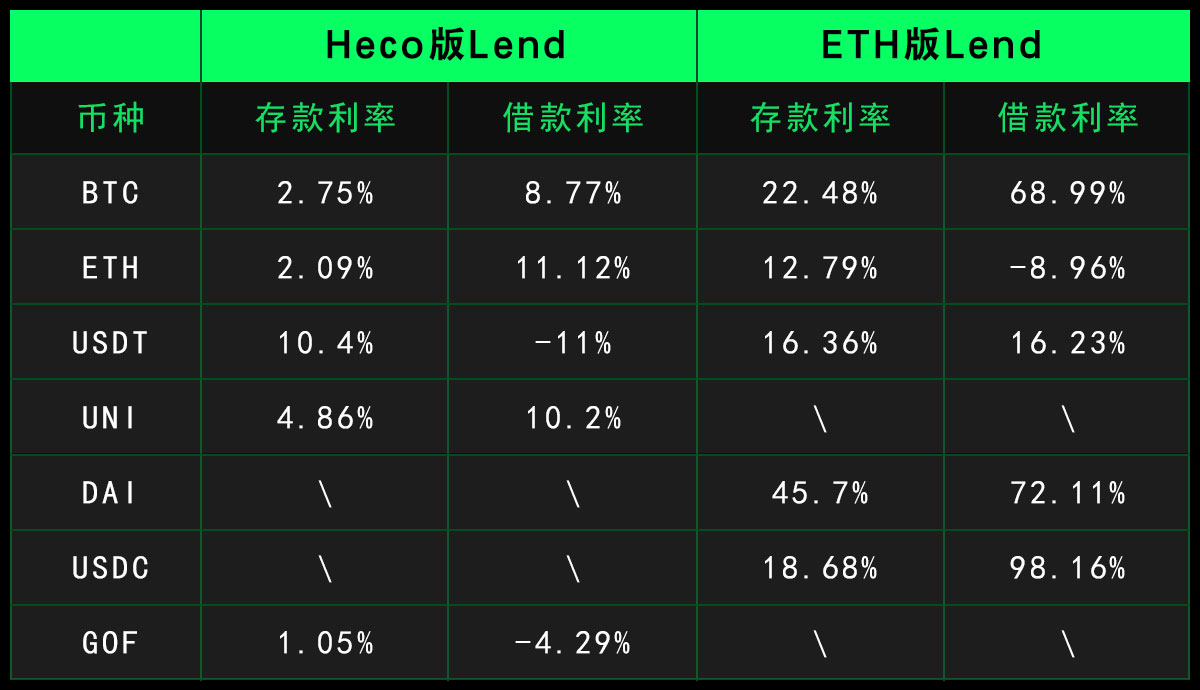 Heco版Lend ETH版Lend
币种 存款利率 借款利率 存款利率 借款利率
BTC 2.75% 8.77% 22.48% 68.99%
ETH 2.09% 11.12% 12.79% -8.96%
USDT 10.4% -11% 16.36% 16.23%
UNI 4.86% 10.2% \ \
DAI \ \ 45.7% 72.11%
USDC \ \ 18.68% 98.16%
GOF 1.05% -4.29% \ \